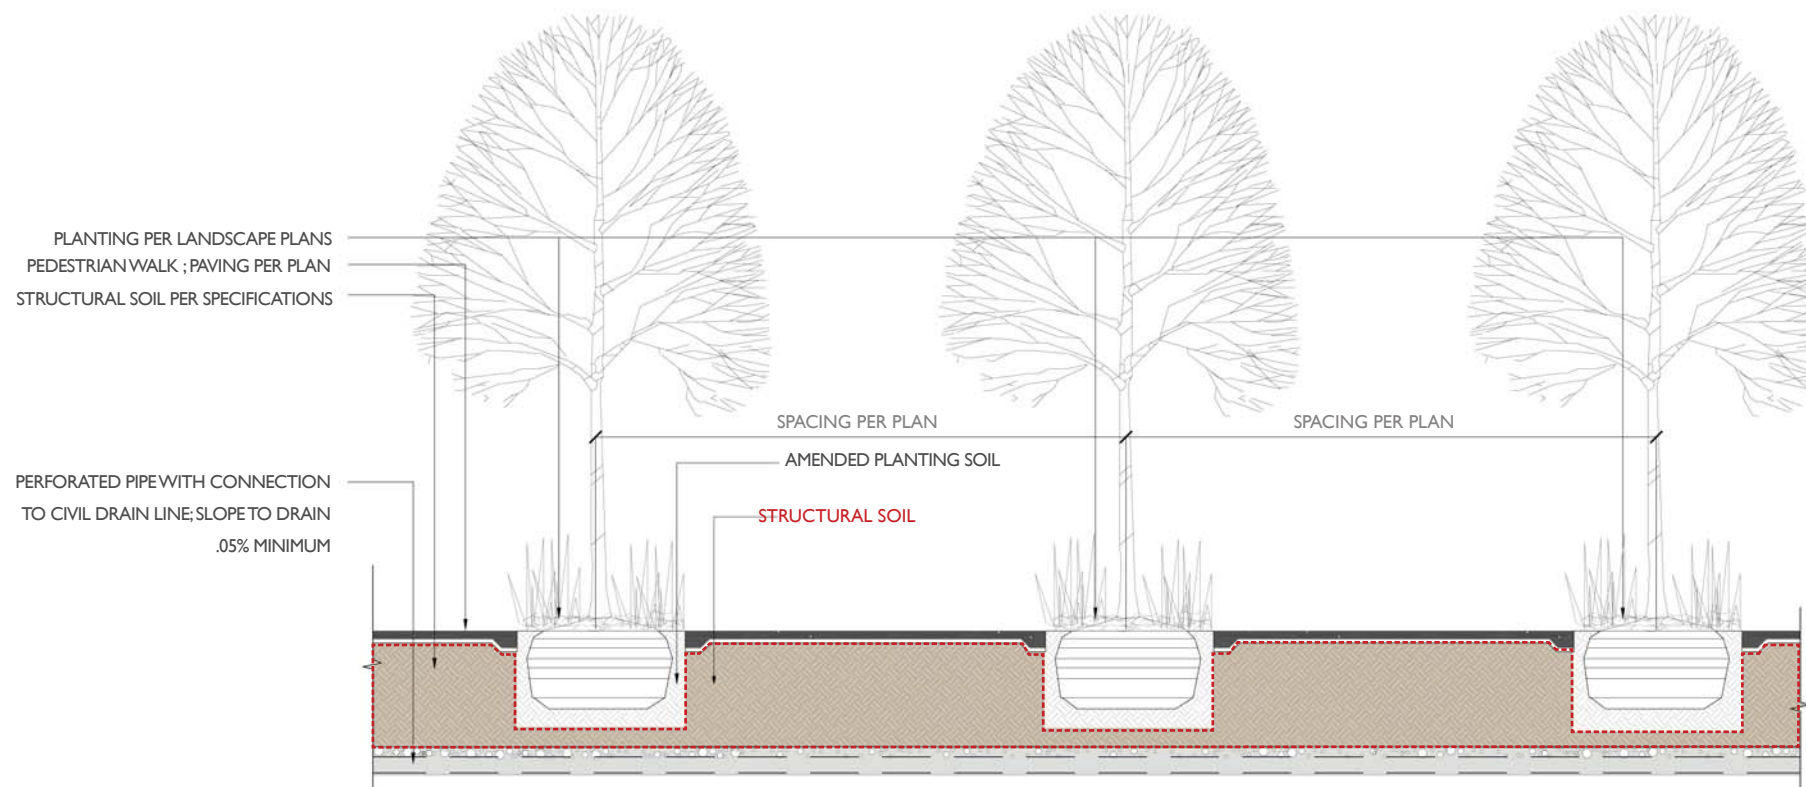 PLANTING PER LANDSCAPE PLANS
PEDESTRIAN WALK ; PAVING PER PLAN
STRUCTURAL SOIL PER SPECIFICATIONS
SPACING PER PLAN
SPACING PER PLAN
AMENDED PLANTING SOIL
STRUCTURAL SOIL
PERFORATED PIPE WITH CONNECTION
TO CIVIL DRAIN LINE; SLOPE TO DRAIN
.05% MINIMUM